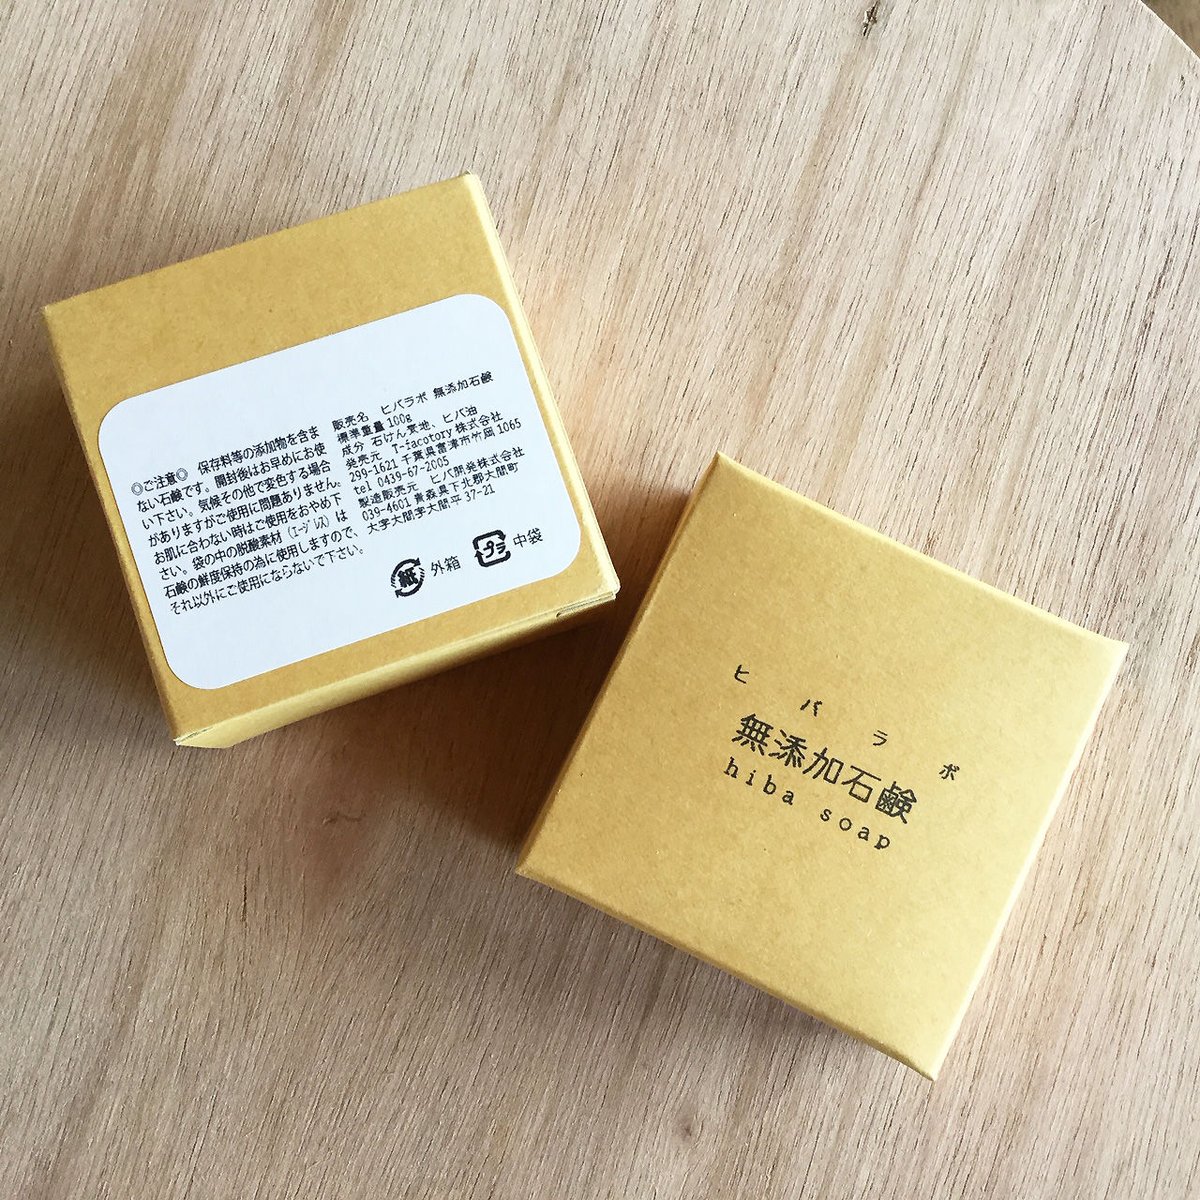 ◎ご注意◎　保存料等の添加物を含ま
ない石鹸です。開封後はお早めにお使
い下さい。気候その他で変色する場合
がありますがご使用に問題ありません。
お肌に合わない時はご使用をおやめ下
さい。袋の中の脱酸素材（エージレス）は
石鹸の鮮度保持の為に使用しますので、
それ以外にご使用にならないで下さい。
販売名　ヒバラボ 無添加石鹸
標準重量 100g
成分 石けん素地、ヒバ油
発売元　T-facotory 株式会社
299-1621 千葉県富津市竹岡 1065
tel 0439-67-2005
製造販売元　ヒバ開発株式会社
039-4601 青森県下北郡大間町
大字大間字大間平 37-21
紙 外箱 プラ 中袋
ヒバラボ
無添加石鹸
hiba soap